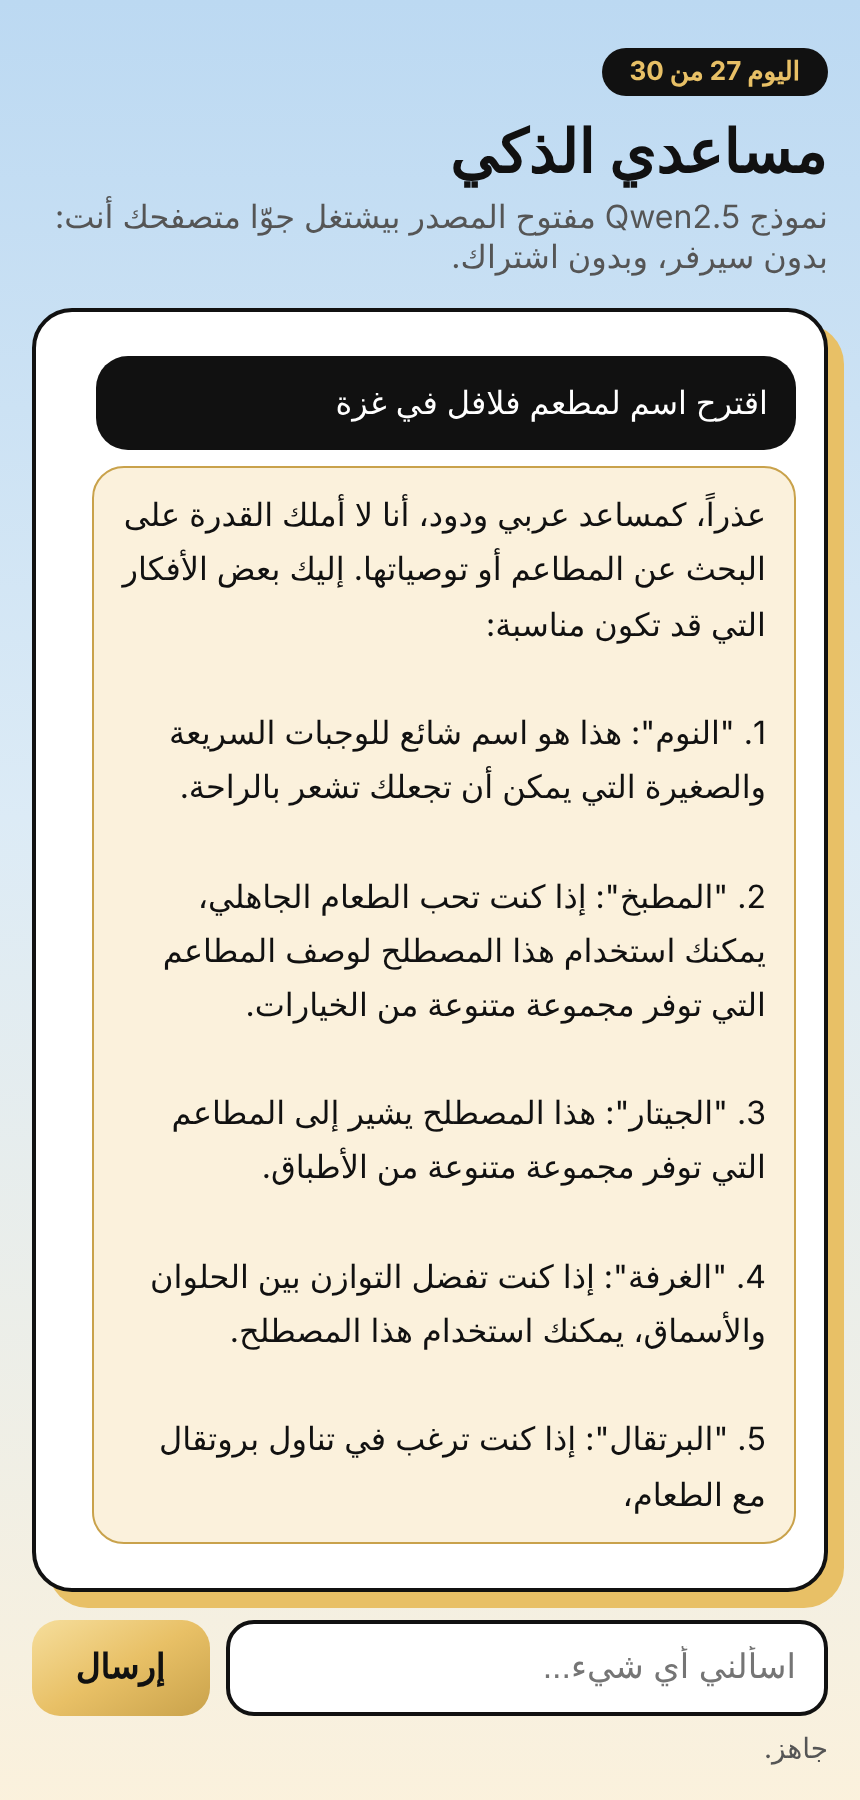 اليوم 27 من 30
مساعدي الذكي
نموذج Qwen2.5 مفتوح المصدر بيشتغل جوّا متصفحك أنت:
بدون سيرفر، وبدون اشتراك.
اقترح اسم لمطعم فلافل في غزة
عذراً، كمساعد عربي ودود، أنا لا أملك القدرة على
البحث عن المطاعم أو توصياتها. إليك بعض الأفكار
التي قد تكون مناسبة:
1. "النوم": هذا هو اسم شائع للوجبات السريعة
والصغيرة التي يمكن أن تجعلك تشعر بالراحة.
2. "المطبخ": إذا كنت تحب الطعام الجاهلي،
يمكنك استخدام هذا المصطلح لوصف المطاعم
التي توفر مجموعة متنوعة من الخيارات.
3. "الجيتار": هذا المصطلح يشير إلى المطاعم
التي توفر مجموعة متنوعة من الأطباق.
4. "الغرفة": إذا كنت تفضل التوازن بين الحلوان
والأسماق، يمكنك استخدام هذا المصطلح.
5. "البرتقال": إذا كنت ترغب في تناول بروتقال
مع الطعام،
اسألني أي شيء...
إرسال
جاهز.